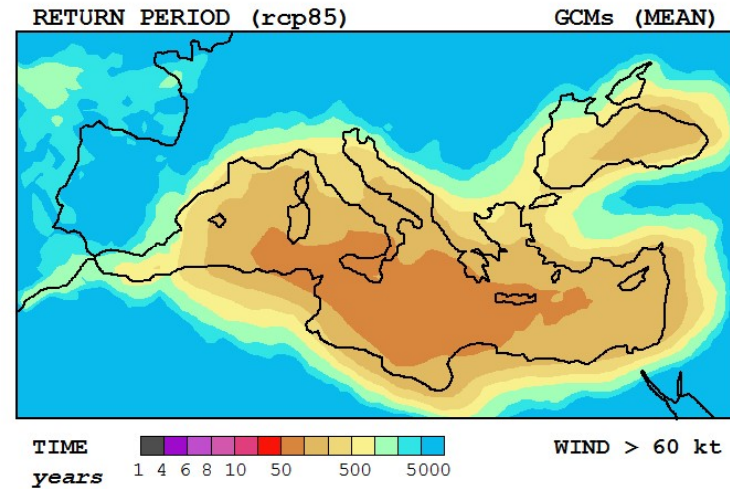 RETURN PERIOD (rcp85) GCMs (MEAN)
TIME WIND > 60 kt
years 1 4 6 8 10 50 500 5000